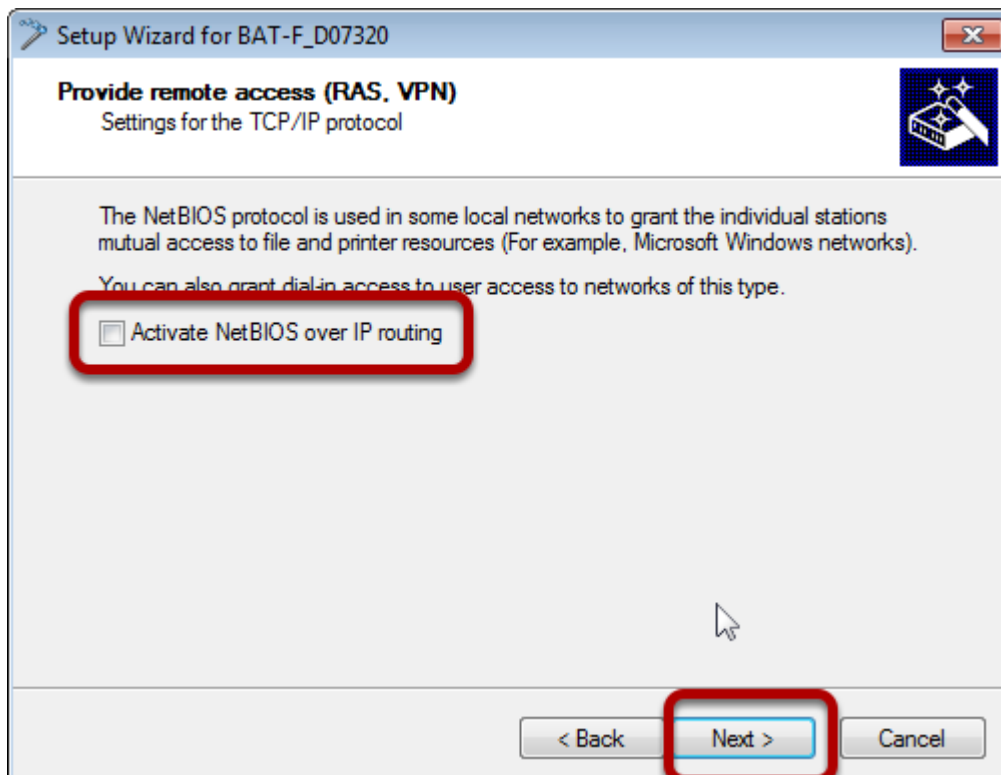 Setup Wizard for BAT-F_D07320
Provide remote access (RAS, VPN)
Settings for the TCP/IP protocol
The NetBIOS protocol is used in some local networks to grant the individual stations
mutual access to file and printer resources (For example, Microsoft Windows networks).
You can also grant dial-in access to user access to networks of this type.
Activate NetBIOS over IP routing
< Back
Next >
Cancel